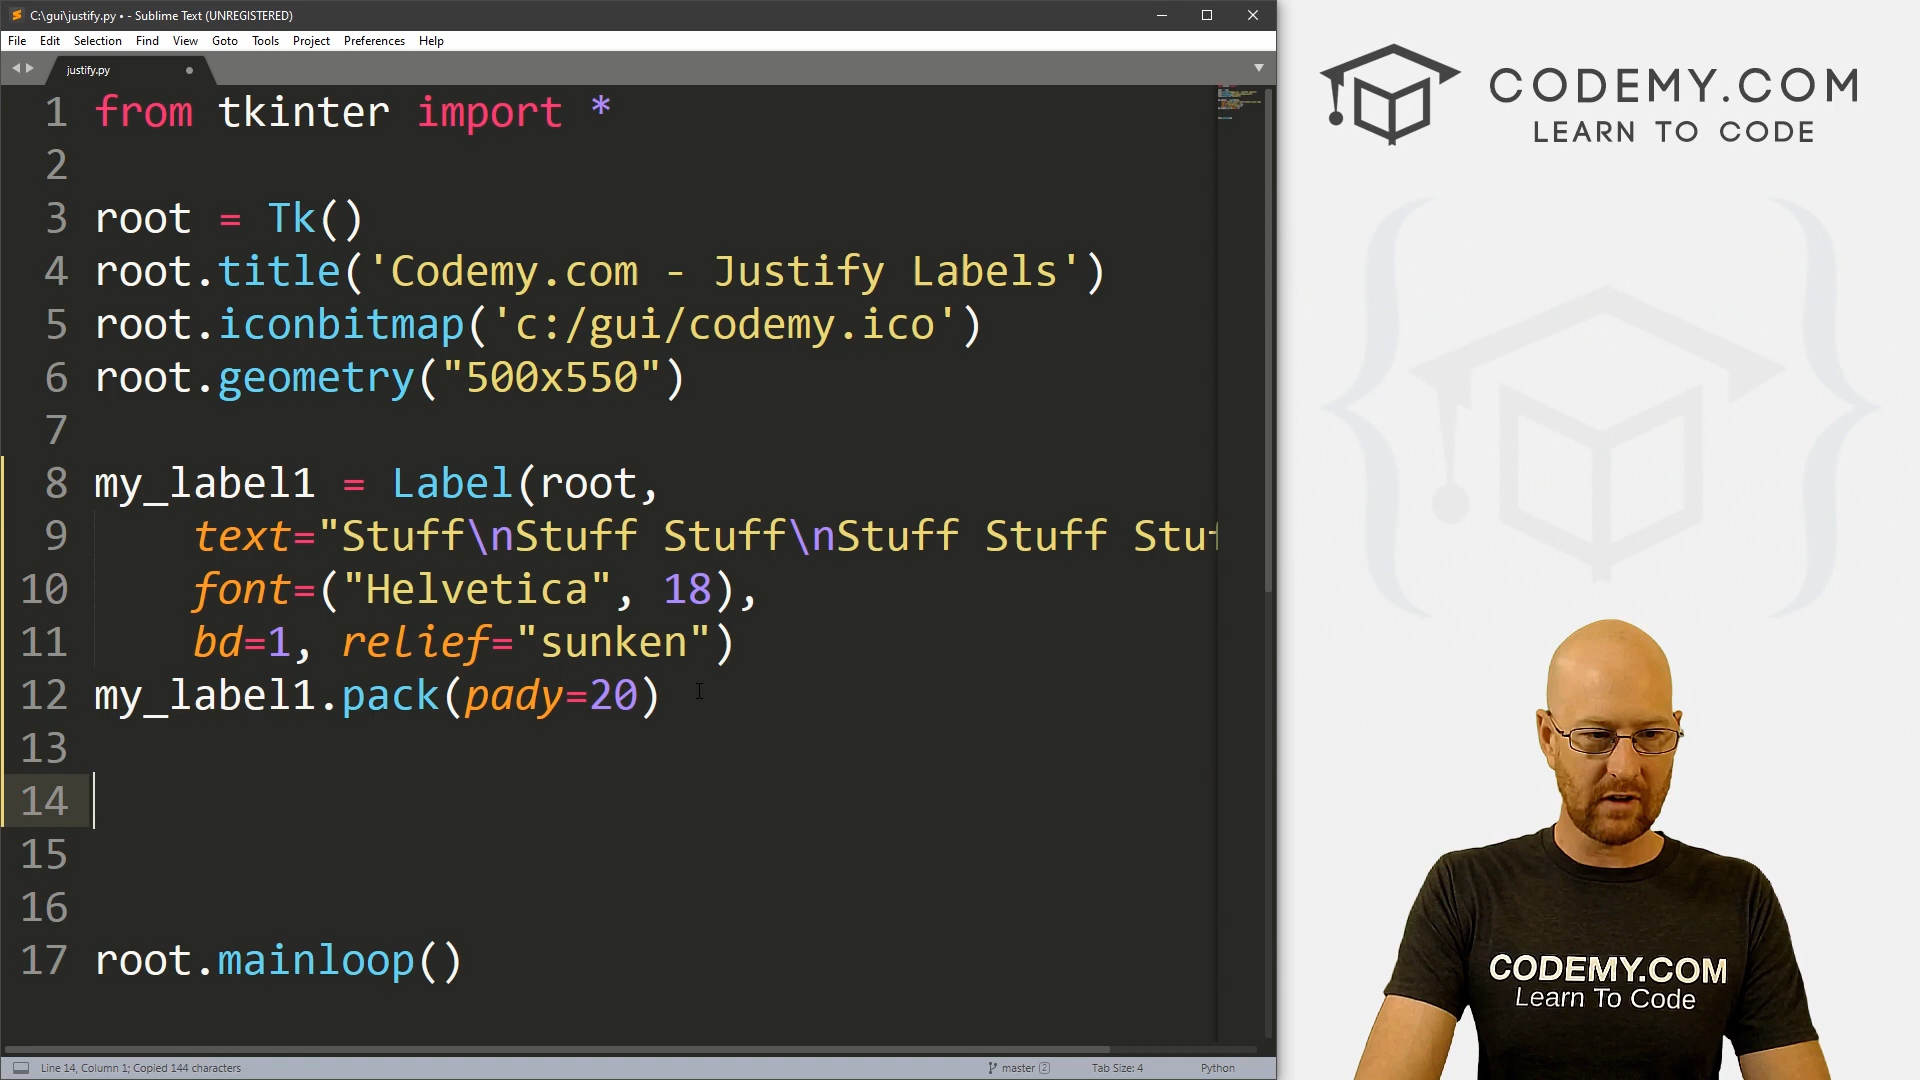 C:\gui\justify.py • - Sublime Text (UNREGISTERED)
File Edit Selection Find View Goto Tools Project Preferences Help
justify.py
1 from tkinter import *
2
3 root = Tk()
4 root.title('Codemy.com - Justify Labels')
5 root.iconbitmap('c:/gui/codemy.ico')
6 root.geometry("500x550")
7
8 my_label1 = Label(root,
9 text="Stuff\nStuff Stuff\nStuff Stuff Stuf
10 font=("Helvetica", 18),
11 bd=1, relief="sunken")
12 my_label1.pack(pady=20)
13
14
15
16
17 root.mainloop()
Line 14, Column 1; Copied 144 characters
master 2
Tab Size: 4
Python
CODEMY.COM
LEARN TO CODE
CODEMY.COM
Learn To Code